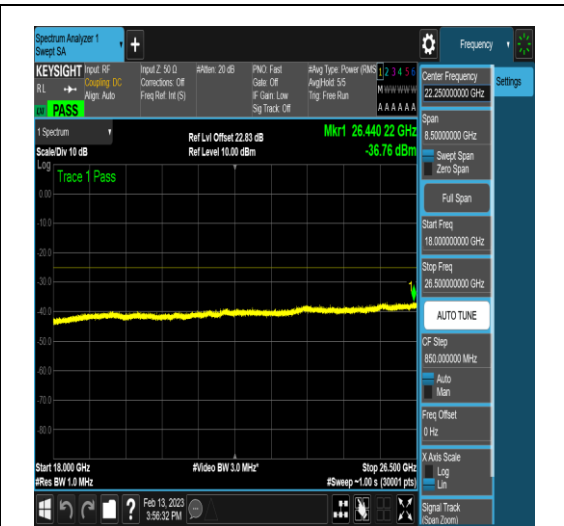 Spectrum Analyzer 1
Swept SA
+
Frequency
KEYSIGHT
RL
PASS
Input: RF
Coupling: DC
Align: Auto
Input Z: 50 Ω
Corrections: Off
Freq Ref: Int (S)
#Atten: 20 dB
PNO: Fast
Gate: Off
IF Gain: Low
Sig Track: Off
#Avg Type: Power (RMS
Avg|Hold: 5/5
Trig: Free Run
1 2 3 4 5 6
M W W W W W
A A A A A A
1 Spectrum
Scale/Div 10 dB
Ref Lvl Offset 22.83 dB
Ref Level 10.00 dBm
Mkr1 26.440 22 GHz
-36.76 dBm
Log
Trace 1 Pass
0.00
-10.0
-20.0
-30.0
-40.0
-50.0
-60.0
-70.0
-80.0
1
Start 18.000 GHz
#Res BW 1.0 MHz
#Video BW 3.0 MHz*
Stop 26.500 GHz
#Sweep ~1.00 s (30001 pts)
Feb 13, 2023
3:56:32 PM
?
Center Frequency
22.250000000 GHz
Span
8.50000000 GHz
Swept Span
Zero Span
Full Span
Start Freq
18.000000000 GHz
Stop Freq
26.500000000 GHz
AUTO TUNE
CF Step
850.000000 MHz
Auto
Man
Freq Offset
0 Hz
X Axis Scale
Log
Lin
Signal Track
(Span Zoom)
Settings